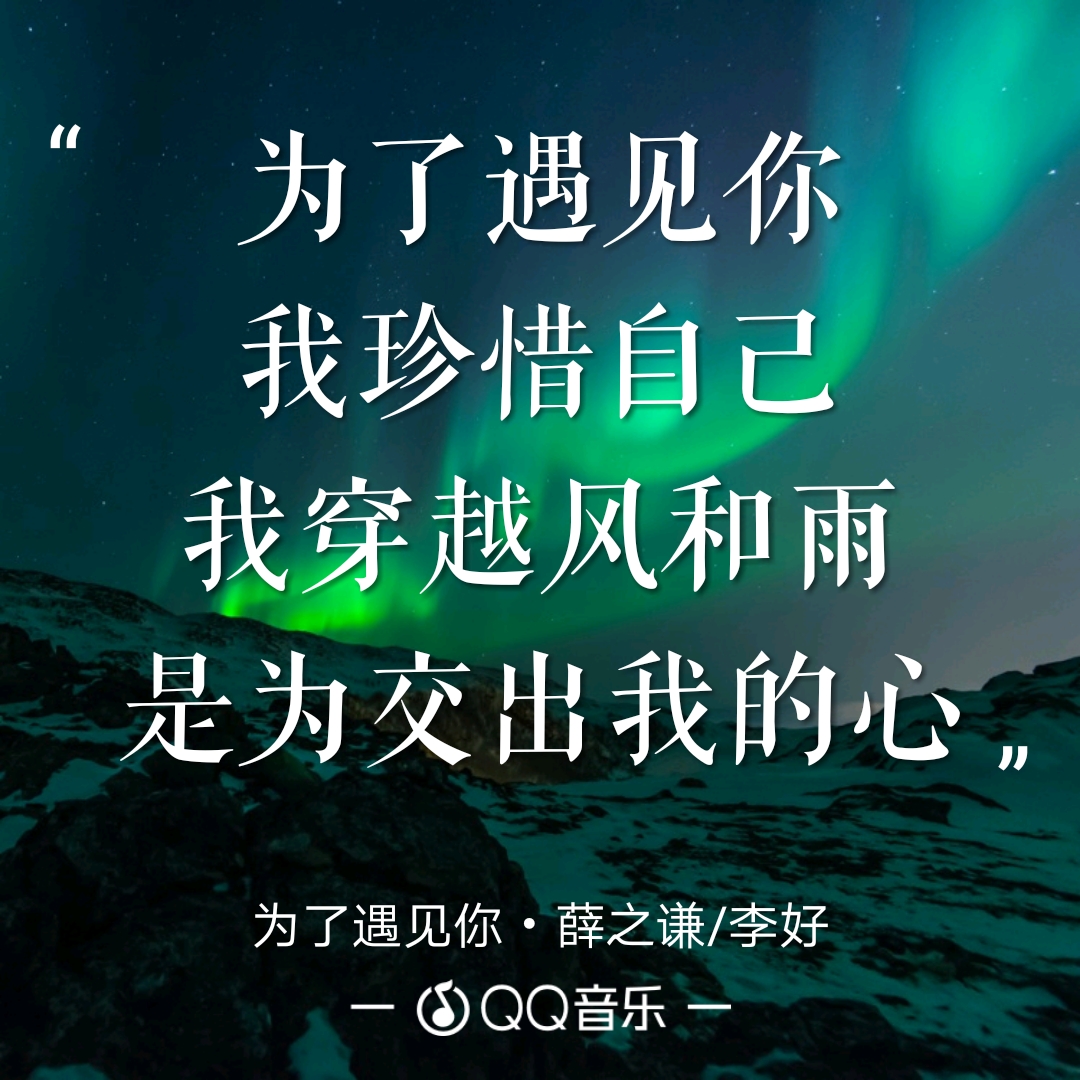 “ 为了遇见你
我珍惜自己
我穿越风和雨
是为交出我的心 ”
为了遇见你·薛之谦/李好
— QQ音乐 —